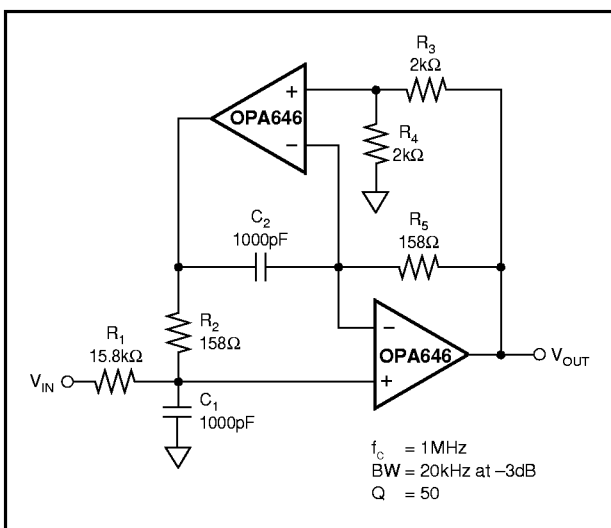 R3
2kΩ
+
OPA646
−
R4
2kΩ
C2
1000pF
R5
158Ω
R2
158Ω
R1
15.8kΩ
−
OPA646
+
VOUT
VIN
C1
1000pF
fc = 1MHz
BW = 20kHz at –3dB
Q = 50